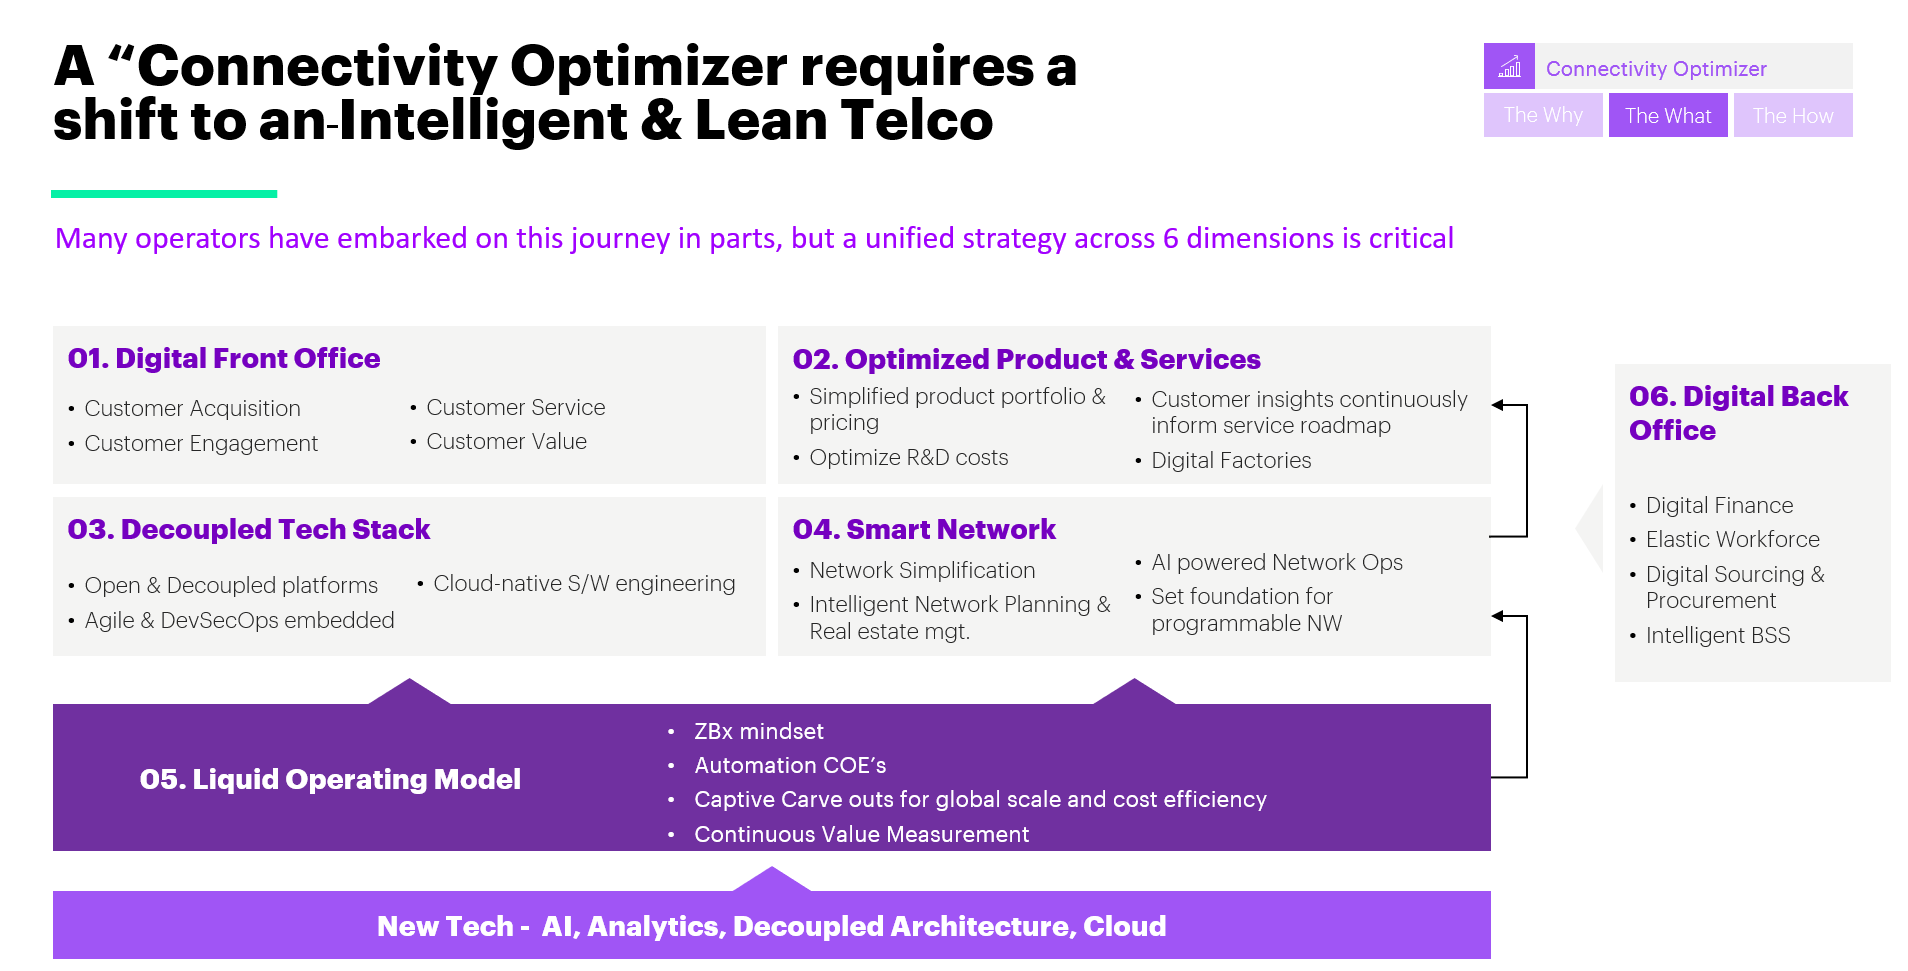 A “Connectivity Optimizer requires a
shift to an-Intelligent & Lean Telco
Connectivity Optimizer
The Why
The What
The How
Many operators have embarked on this journey in parts, but a unified strategy across 6 dimensions is critical
01. Digital Front Office
• Customer Acquisition
• Customer Engagement
• Customer Service
• Customer Value
02. Optimized Product & Services
• Simplified product portfolio &
pricing
• Optimize R&D costs
• Customer insights continuously
inform service roadmap
• Digital Factories
03. Decoupled Tech Stack
• Open & Decoupled platforms
• Agile & DevSecOps embedded
• Cloud-native S/W engineering
04. Smart Network
• Network Simplification
• Intelligent Network Planning &
Real estate mgt.
• AI powered Network Ops
• Set foundation for
programmable NW
06. Digital Back
Office
• Digital Finance
• Elastic Workforce
• Digital Sourcing &
Procurement
• Intelligent BSS
05. Liquid Operating Model
• ZBx mindset
• Automation COE’s
• Captive Carve outs for global scale and cost efficiency
• Continuous Value Measurement
New Tech - AI, Analytics, Decoupled Architecture, Cloud